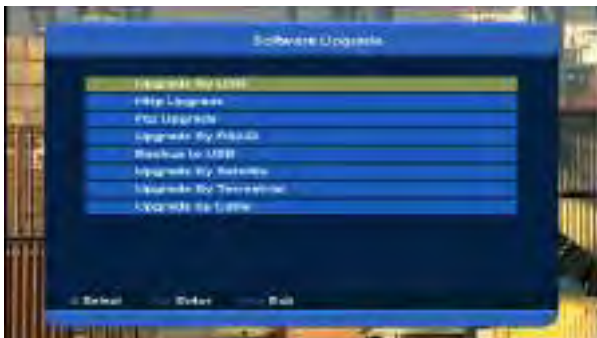 Software Upgrade
Upgrade By USB
Http Upgrade
Ftp Upgrade
Upgrade By RS232
Backup to USB
Upgrade By Satellite
Upgrade By Terrestrial
Upgrade by Cable
Select Enter Exit